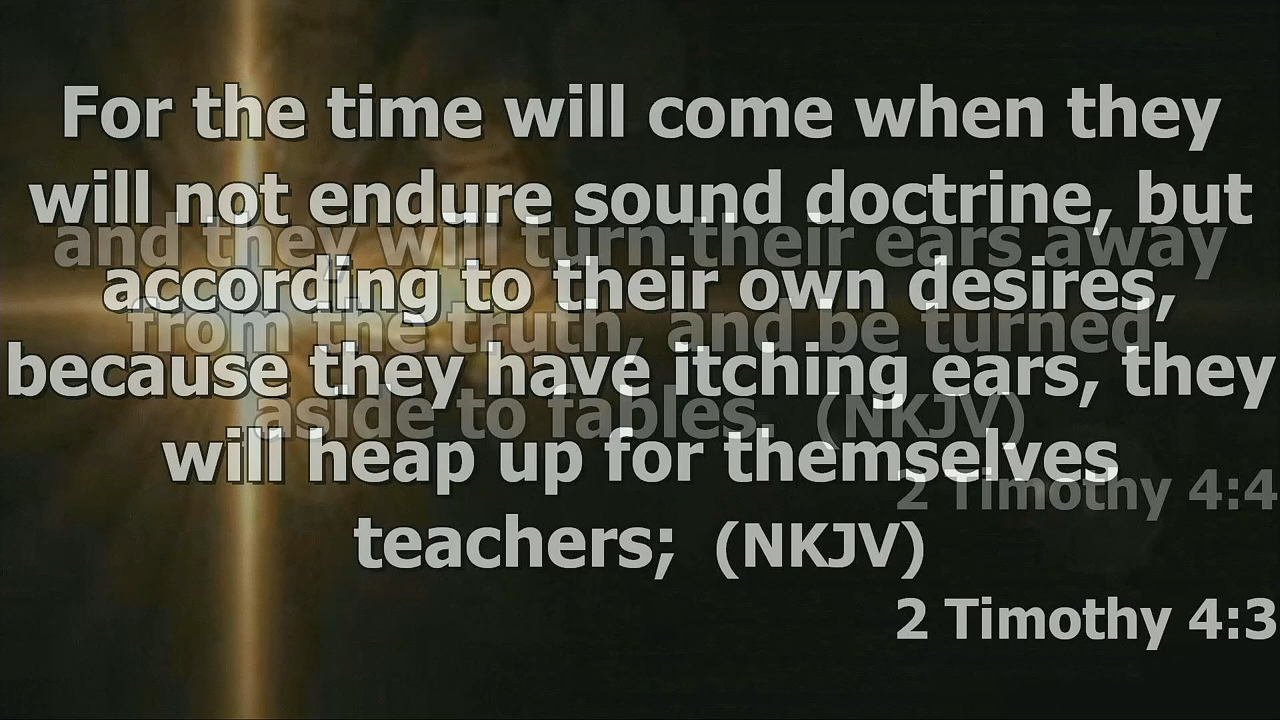 For the time will come when they
will not endure sound doctrine, but
according to their own desires,
because they have itching ears, they
will heap up for themselves
teachers; (NKJV)
2 Timothy 4:3
and they will turn their ears away
from the truth, and be turned
aside to fables. (NKJV)
2 Timothy 4:4